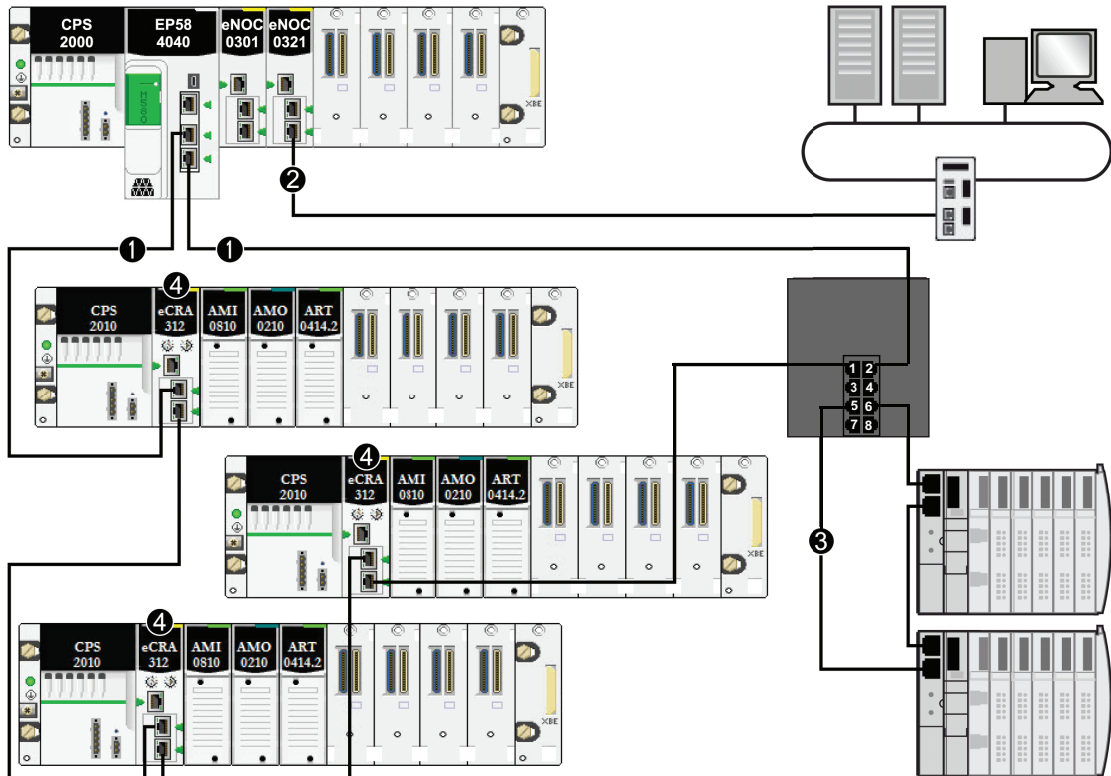 CPS 2000
EP58 4040
eNOC 0301
eNOC 0321
XBE
2
1
1
4
CPS 2010
eCRA 312
AMI 0810
AMO 0210
ART 0414.2
XBE
1 2
3 4
5 6
7 8
4
CPS 2010
eCRA 312
AMI 0810
AMO 0210
ART 0414.2
XBE
3
4
CPS 2010
eCRA 312
AMI 0810
AMO 0210
ART 0414.2
XBE